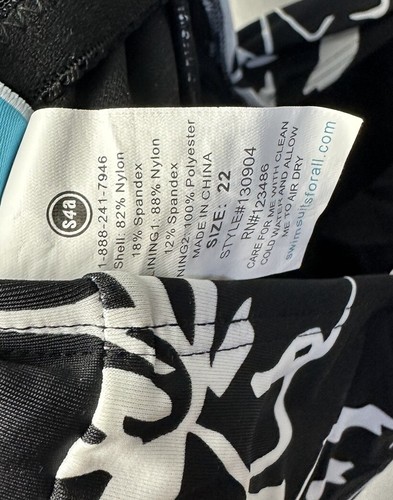 s4a
1-888-241-7946
Shell: 82% Nylon
18% Spandex
LINING1: 88% Nylon
12% Spandex
LINING2: 100% Polyester
MADE IN CHINA
SIZE: 22
STYLE#130904
RN#123486
CARE FOR ME WITH CLEAN
COLD WATER AND ALLOW
ME TO AIR DRY
swimsuitsforall.com